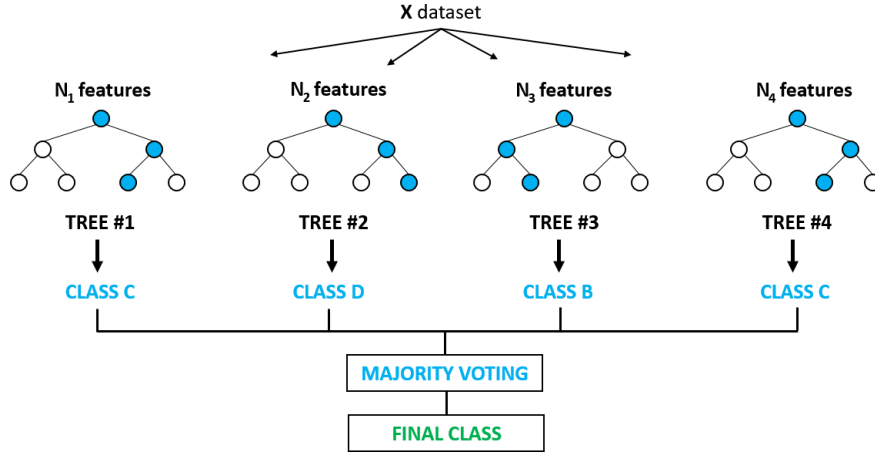 X dataset
N₁ features
N₂ features
N₃ features
N₄ features
TREE #1
TREE #2
TREE #3
TREE #4
CLASS C
CLASS D
CLASS B
CLASS C
MAJORITY VOTING
FINAL CLASS